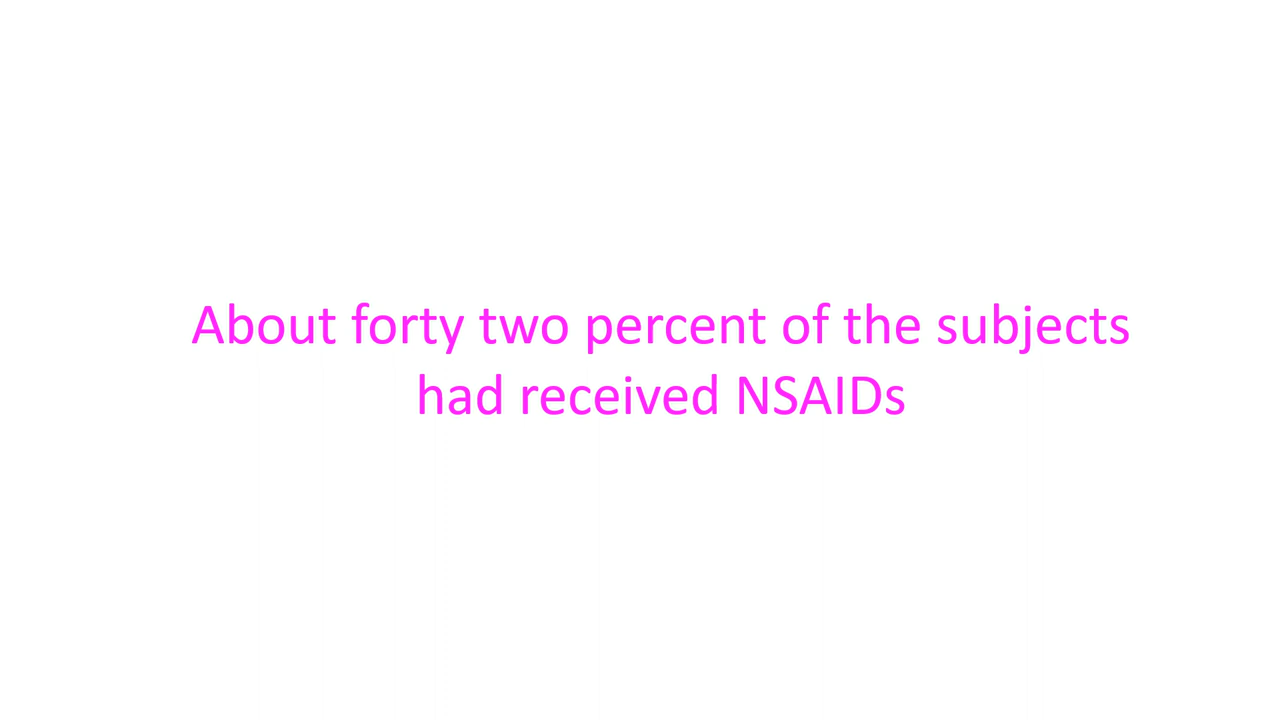 About forty two percent of the subjects
had received NSAIDs